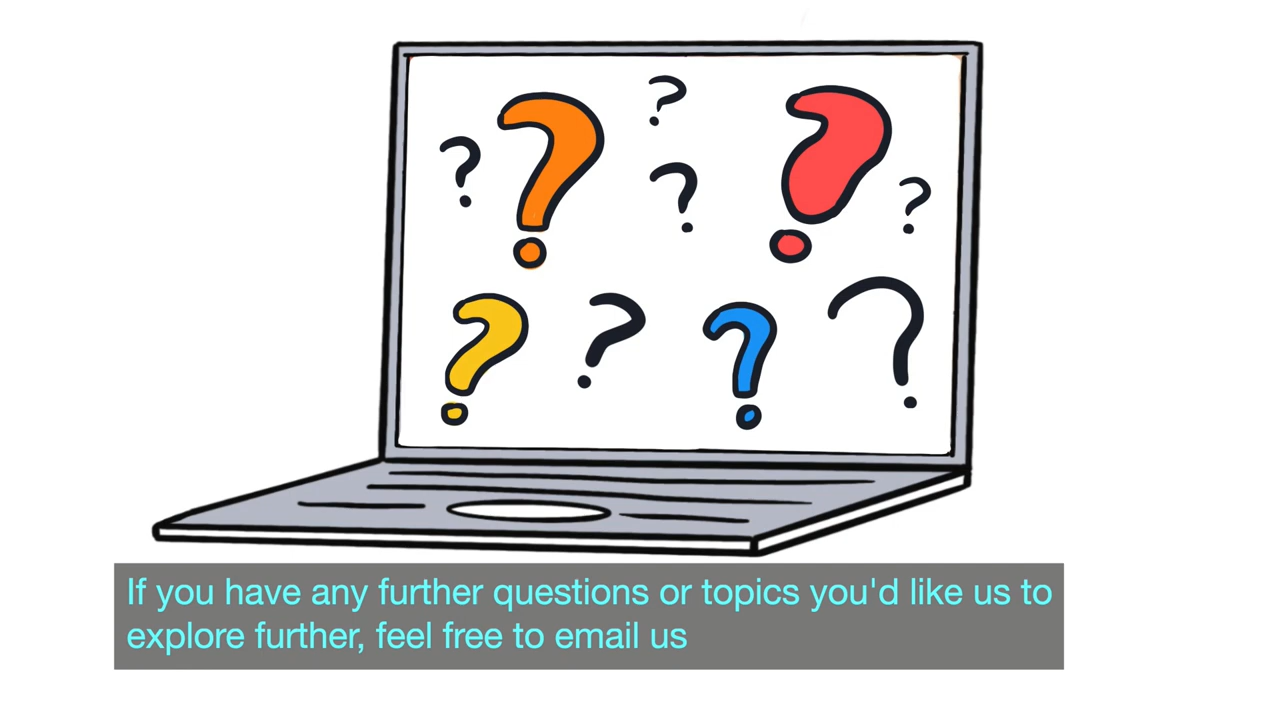 ? ? ? ? ? ?
? ? ? ?
If you have any further questions or topics you'd like us to
explore further, feel free to email us